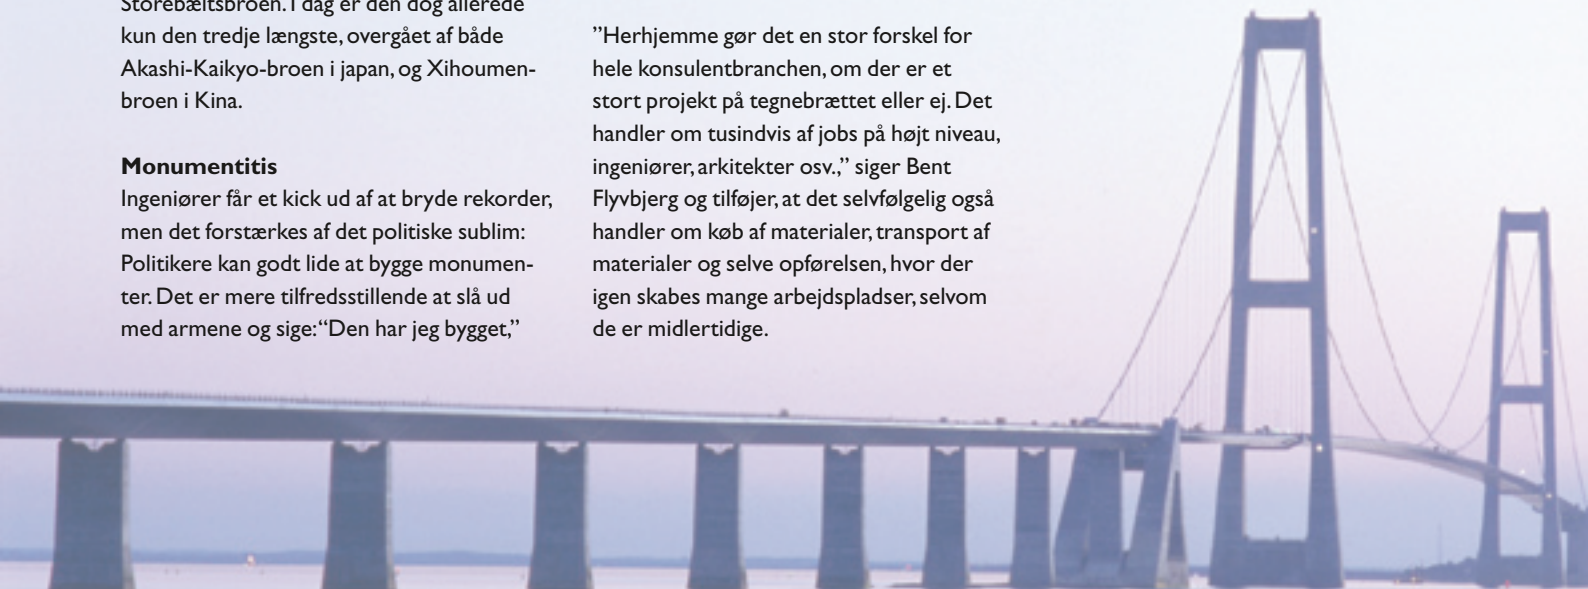 Storebæltsbroen. I dag er den dog allerede
kun den tredje længste, overgået af både
Akashi-Kaikyo-broen i japan, og Xihoumen-
broen i Kina.
Monumentitis
Ingeniører får et kick ud af at bryde rekorder,
men det forstærkes af det politiske sublim:
Politikere kan godt lide at bygge monumen-
ter. Det er mere tilfredsstillende at slå ud
med armene og sige: “Den har jeg bygget,”
”Herhjemme gør det en stor forskel for
hele konsulentbranchen, om der er et
stort projekt på tegnebrættet eller ej. Det
handler om tusindvis af jobs på højt niveau,
ingeniører, arkitekter osv.,” siger Bent
Flyvbjerg og tilføjer, at det selvfølgelig også
handler om køb af materialer, transport af
materialer og selve opførelsen, hvor der
igen skabes mange arbejdspladser, selvom
de er midlertidige.